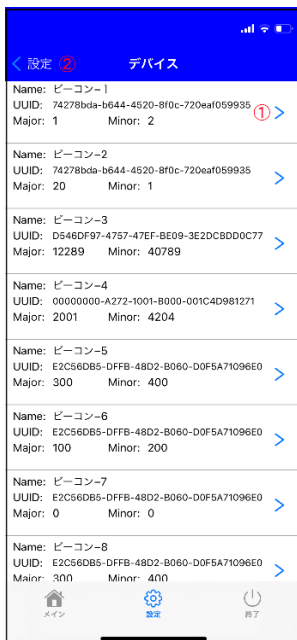 設定 ② デバイス
Name: ビーコン-1
UUID: 74278bda-b644-4520-8f0c-720eaf059935
①
Major: 1 Minor: 2
Name: ビーコン-2
UUID: 74278bda-b644-4520-8f0c-720eaf059935
Major: 20 Minor: 1
Name: ビーコン-3
UUID: D546DF97-4757-47EF-BE09-3E2DCBDD0C77
Major: 12289 Minor: 40789
Name: ビーコン-4
UUID: 00000000-A272-1001-B000-001C4D981271
Major: 2001 Minor: 4204
Name: ビーコン-5
UUID: E2C56DB5-DFFB-48D2-B060-D0F5A71096E0
Major: 300 Minor: 400
Name: ビーコン-6
UUID: E2C56DB5-DFFB-48D2-B060-D0F5A71096E0
Major: 100 Minor: 200
Name: ビーコン-7
UUID: E2C56DB5-DFFB-48D2-B060-D0F5A71096E0
Major: 0 Minor: 0
Name: ビーコン-8
UUID: E2C56DB5-DFFB-48D2-B060-D0F5A71096E0
Major: 300 Minor: 400
メイン 設定 終了